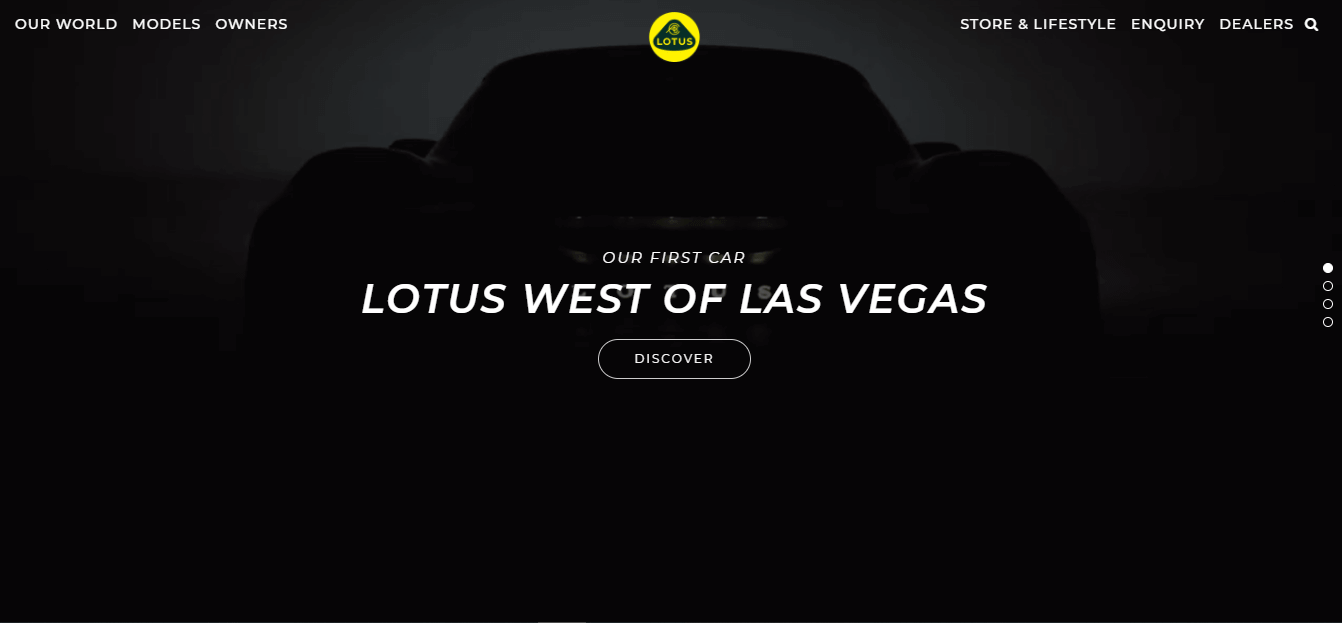 OUR WORLD MODELS OWNERS
LOTUS
STORE & LIFESTYLE ENQUIRY DEALERS
OUR FIRST CAR
LOTUS WEST OF LAS VEGAS
DISCOVER